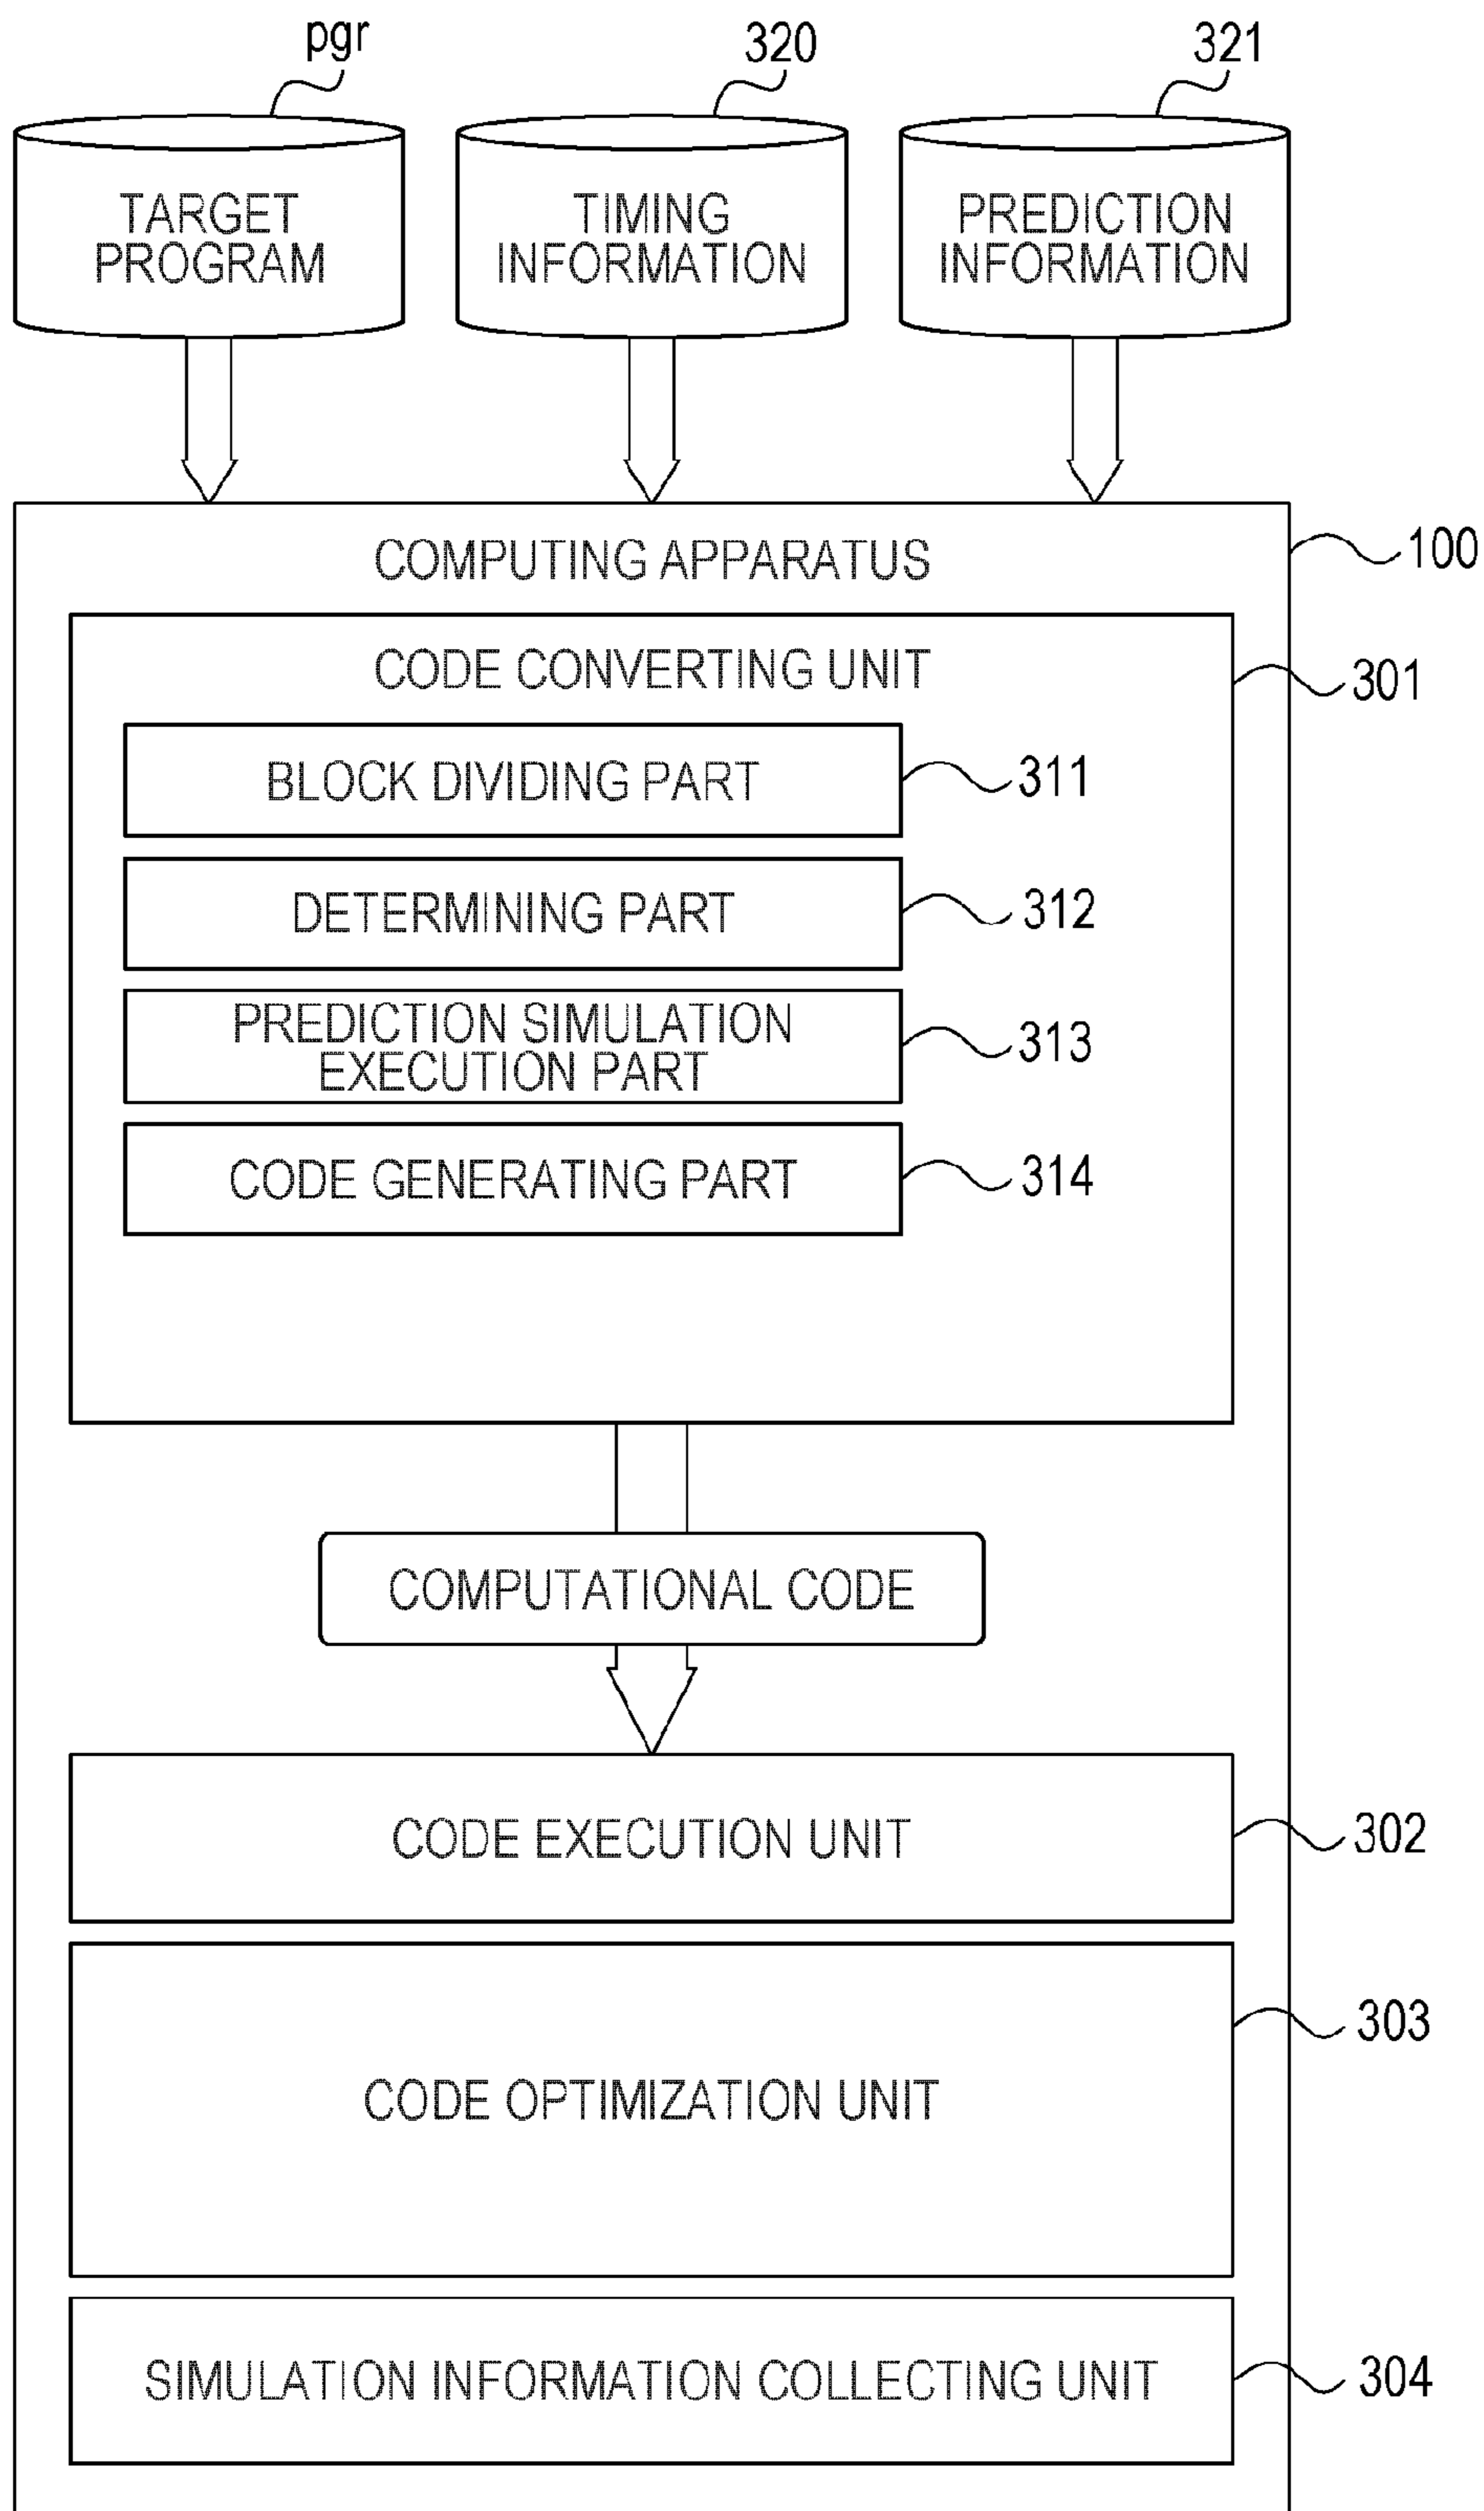 pgr
320
321
TARGET
PROGRAM
TIMING
INFORMATION
PREDICTION
INFORMATION
COMPUTING APPARATUS
100
CODE CONVERTING UNIT
301
BLOCK DIVIDING PART
311
DETERMINING PART
312
PREDICTION SIMULATION
EXECUTION PART
313
CODE GENERATING PART
314
COMPUTATIONAL CODE
CODE EXECUTION UNIT
302
303
CODE OPTIMIZATION UNIT
SIMULATION INFORMATION COLLECTING UNIT
304